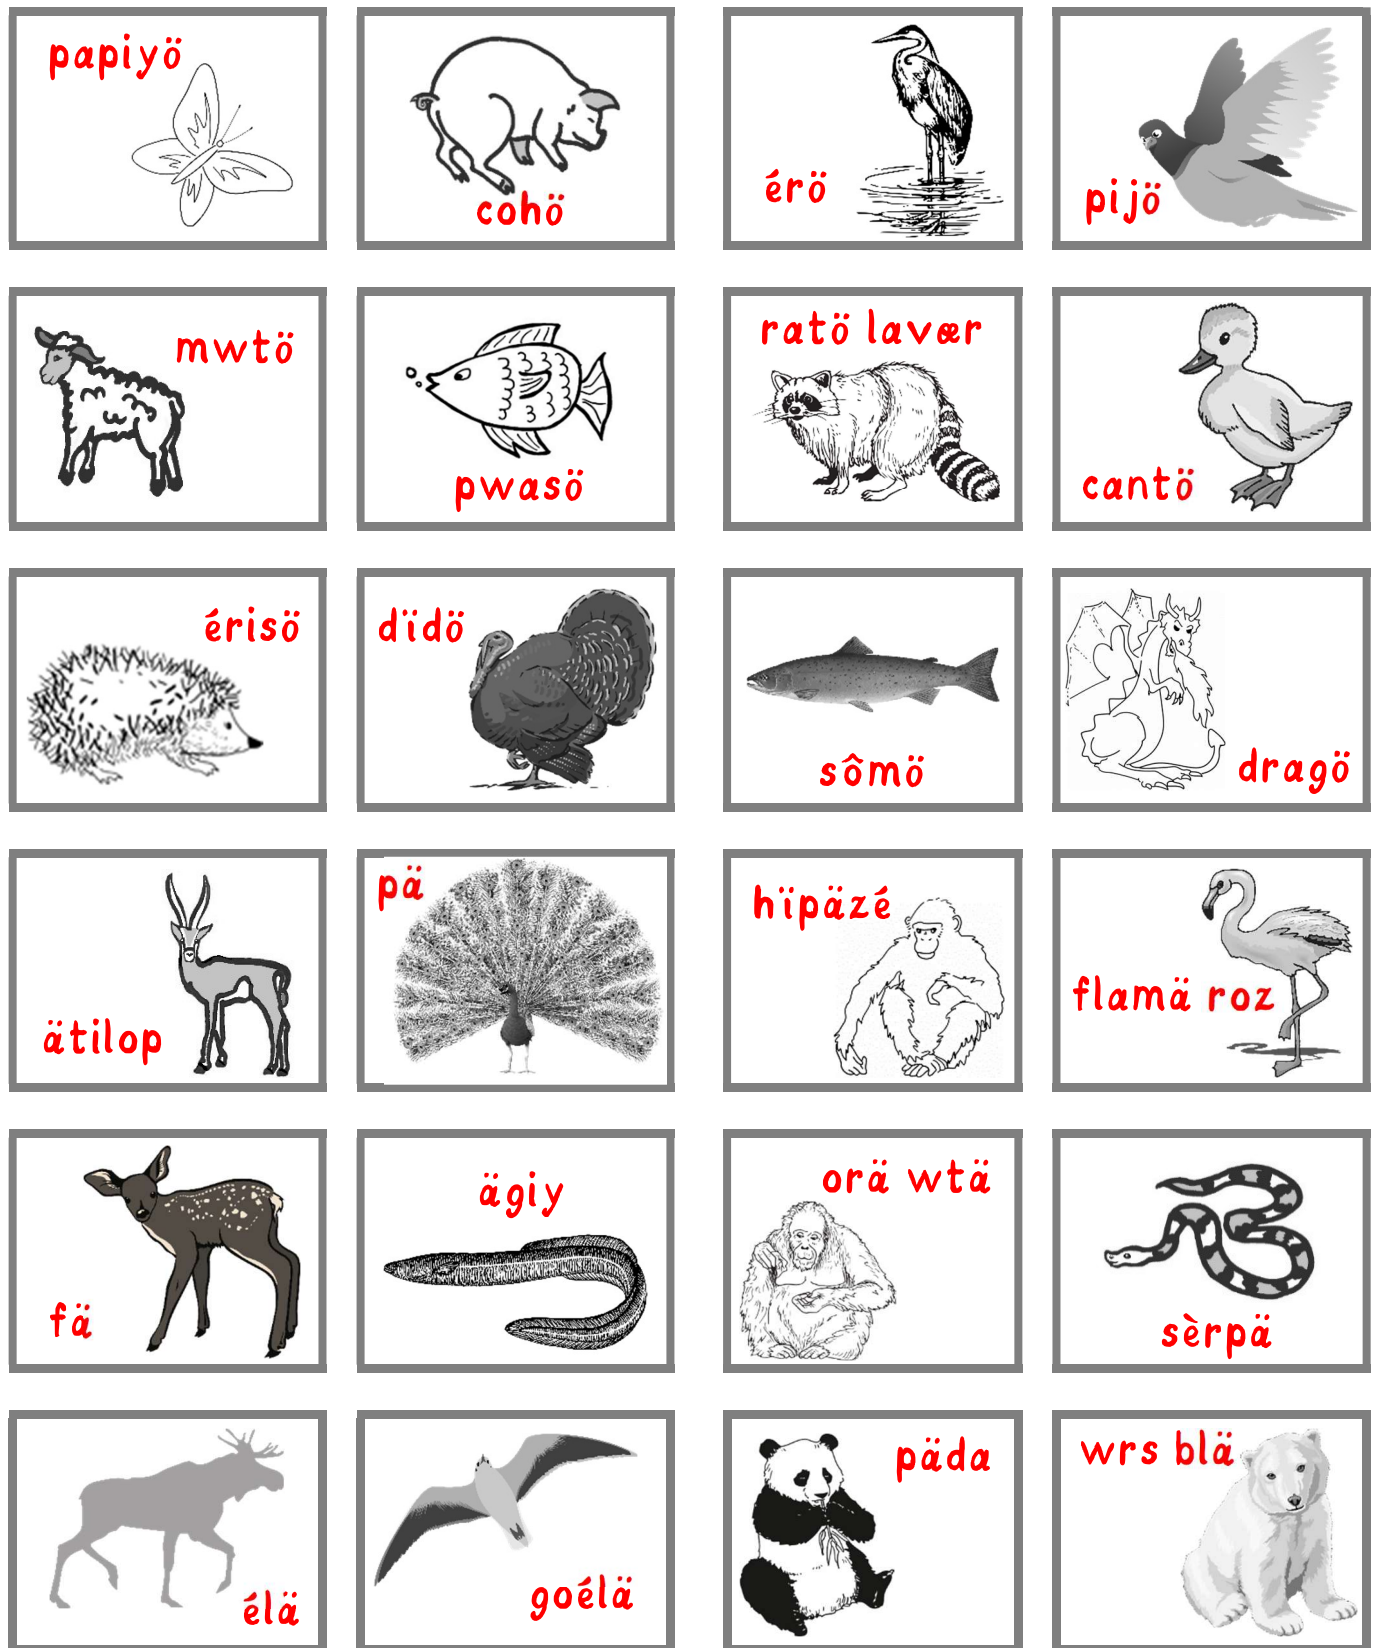 papiyö
cohö
érö
pijö
mwtö
pwasö
ratö lavœr
cantö
érisö
dïdö
sômö
dragö
ätilop
pä
hïpäzé
flamä roz
fä
ägiy
orä wtä
sèrpä
élä
goélä
päda
wrs blä